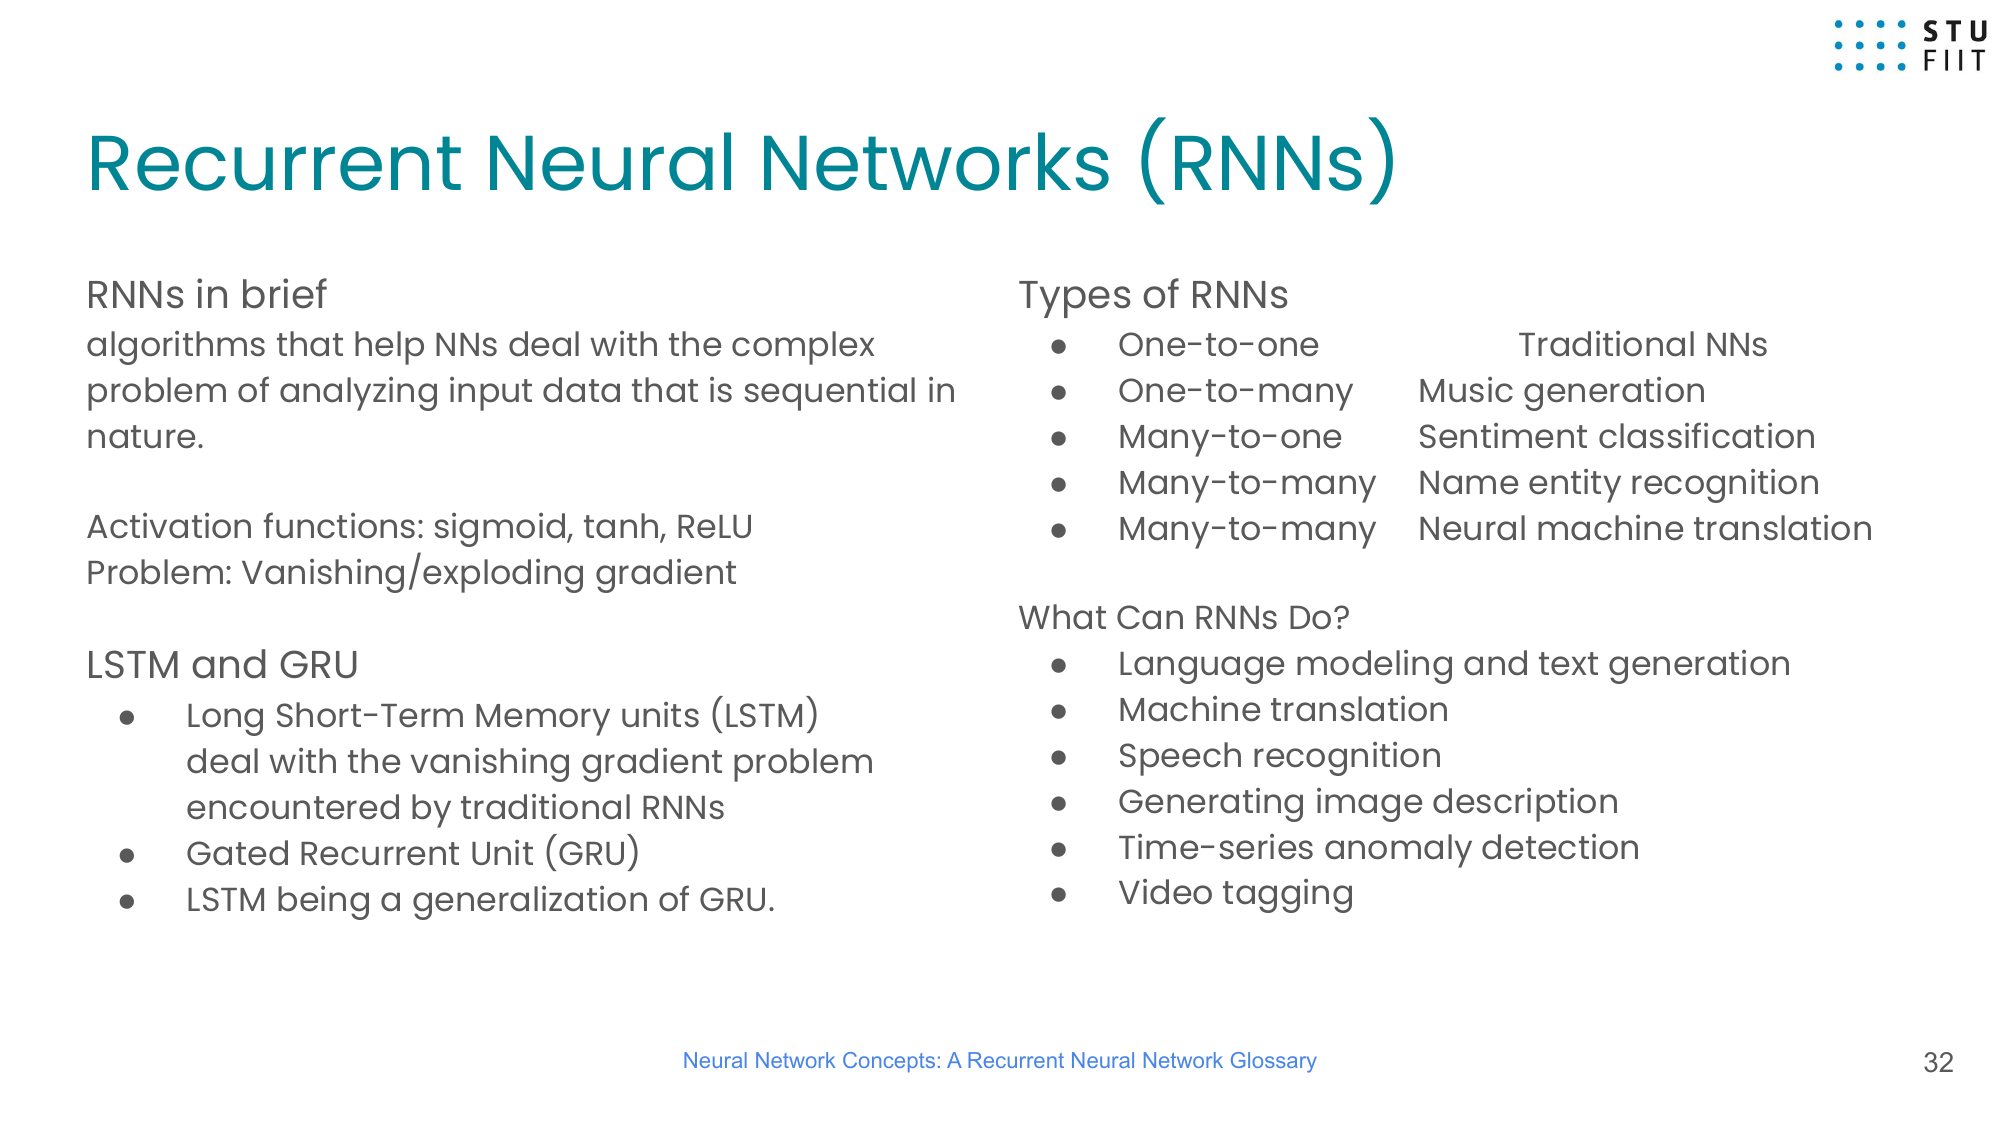 STU
FIIT
Recurrent Neural Networks (RNNs)
RNNs in brief
algorithms that help NNs deal with the complex
problem of analyzing input data that is sequential in
nature.
Activation functions: sigmoid, tanh, ReLU
Problem: Vanishing/exploding gradient
LSTM and GRU
● Long Short-Term Memory units (LSTM)
deal with the vanishing gradient problem
encountered by traditional RNNs
● Gated Recurrent Unit (GRU)
● LSTM being a generalization of GRU.
Types of RNNs
● One-to-one Traditional NNs
● One-to-many Music generation
● Many-to-one Sentiment classification
● Many-to-many Name entity recognition
● Many-to-many Neural machine translation
What Can RNNs Do?
● Language modeling and text generation
● Machine translation
● Speech recognition
● Generating image description
● Time-series anomaly detection
● Video tagging
Neural Network Concepts: A Recurrent Neural Network Glossary
32